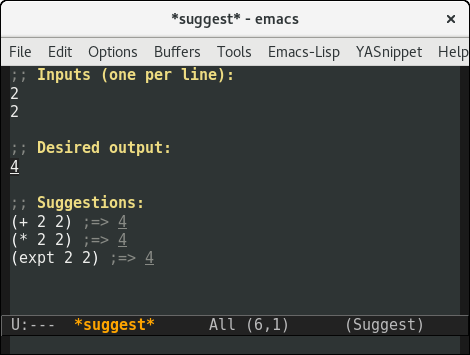 *suggest* - emacs ×
File Edit Options Buffers Tools Emacs-Lisp YASnippet Help
;; Inputs (one per line):
2
2
;; Desired output:
4
;; Suggestions:
(+ 2 2) ;=> 4
(* 2 2) ;=> 4
(expt 2 2) ;=> 4
U:--- *suggest* All (6,1) (Suggest)